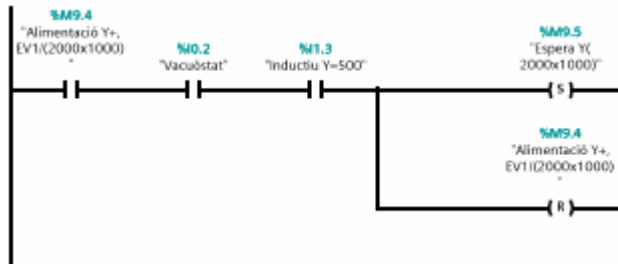 %M9.4
"Alimentació Y+,
EV1/(2000x1000)
"
%I0.2
"Vacuòstat"
%I1.3
"Inductiu Y=500"
%M9.5
"Espera Y(
2000x1000)"
S
%M9.4
"Alimentació Y+,
EV1/(2000x1000)
"
R